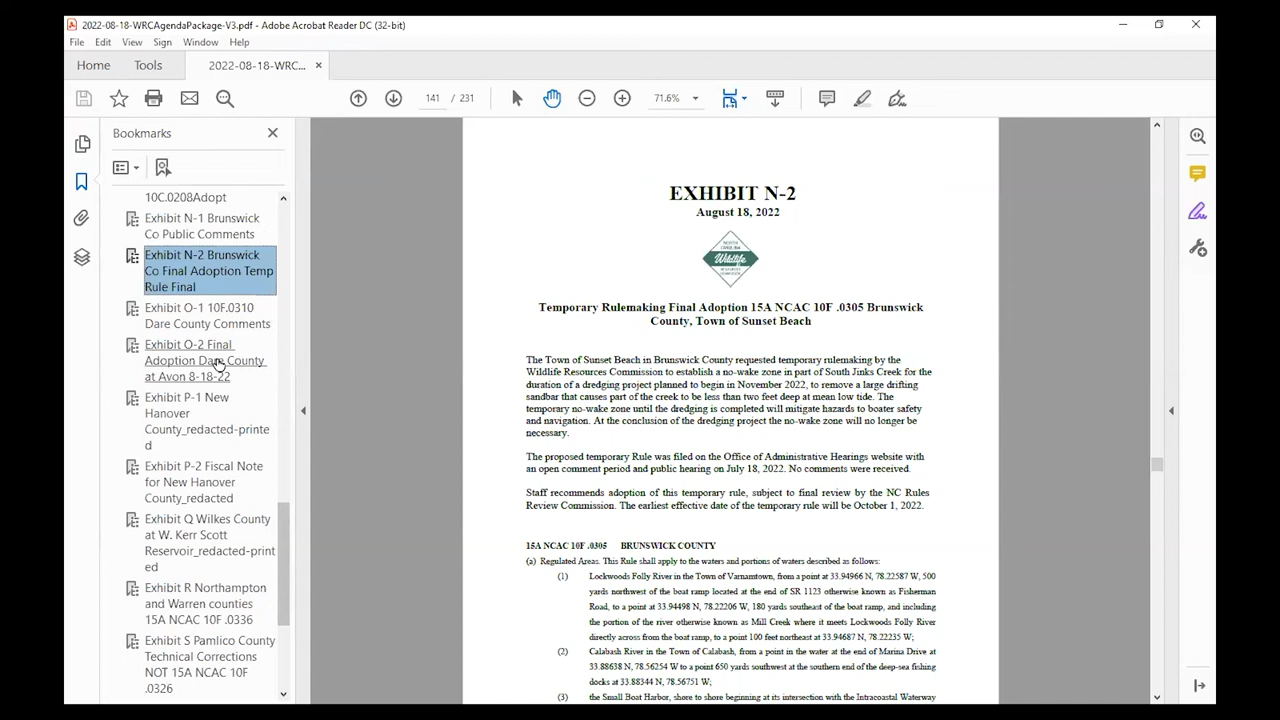 2022-08-18-WRCAgendaPackage-V3.pdf - Adobe Acrobat Reader DC (32-bit)
File Edit View Sign Window Help
Home Tools 2022-08-18-WRC... ×
141 / 231 71.6%
Bookmarks
10C.0208Adopt
Exhibit N-1 Brunswick
Co Public Comments
Exhibit N-2 Brunswick
Co Final Adoption Temp
Rule Final
Exhibit O-1 10F.0310
Dare County Comments
Exhibit O-2 Final
Adoption Dare County
at Avon 8-18-22
Exhibit P-1 New
Hanover
County_redacted-printe
d
Exhibit P-2 Fiscal Note
for New Hanover
County_redacted
Exhibit Q Wilkes County
at W. Kerr Scott
Reservoir_redacted-print
ed
Exhibit R Northampton
and Warren counties
15A NCAC 10F .0336
Exhibit S Pamlico County
Technical Corrections
NOT 15A NCAC 10F
.0326
EXHIBIT N-2
August 18, 2022
Wildlife
Temporary Rulemaking Final Adoption 15A NCAC 10F .0305 Brunswick
County, Town of Sunset Beach
The Town of Sunset Beach in Brunswick County requested temporary rulemaking by the
Wildlife Resources Commission to establish a no-wake zone in part of South Jinks Creek for the
duration of a dredging project planned to begin in November 2022, to remove a large drifting
sandbar that causes part of the creek to be less than two feet deep at mean low tide. The
temporary no-wake zone until the dredging is completed will mitigate hazards to boater safety
and navigation. At the conclusion of the dredging project the no-wake zone will no longer be
necessary.
The proposed temporary Rule was filed on the Office of Administrative Hearings website with
an open comment period and public hearing on July 18, 2022. No comments were received.
Staff recommends adoption of this temporary rule, subject to final review by the NC Rules
Review Commission. The earliest effective date of the temporary rule will be October 1, 2022.
15A NCAC 10F .0305 BRUNSWICK COUNTY
(a) Regulated Areas. This Rule shall apply to the waters and portions of waters described as follows:
(1) Lockwoods Folly River in the Town of Varnamtown, from a point at 33.94966 N, 78.22587 W, 500
yards northwest of the boat ramp located at the end of SR 1123 otherwise known as Fisherman
Road, to a point at 33.94498 N, 78.22206 W, 180 yards southeast of the boat ramp, and including
the portion of the river otherwise known as Mill Creek where it meets Lockwoods Folly River
directly across from the boat ramp, to a point 100 feet northeast at 33.94687 N, 78.22235 W;
(2) Calabash River in the Town of Calabash, from a point in the water at the end of Marina Drive at
33.88638 N, 78.56254 W to a point 650 yards southwest at the southern end of the deep-sea fishing
docks at 33.88344 N, 78.56751 W;
(3) the Small Boat Harbor, shore to shore beginning at its intersection with the Intracoastal Waterway